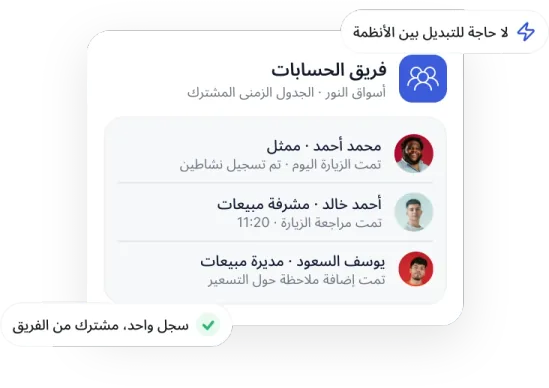 لا حاجة للتبديل بين الأنظمة
فريق الحسابات
أسواق النور · الجدول الزمني المشترك
محمد أحمد · ممثل
تمت الزيارة اليوم · تم تسجيل نشاطين
أحمد خالد · مشرفة مبيعات
تمت مراجعة الزيارة · 11:20
يوسف السعود · مديرة مبيعات
تمت إضافة ملاحظة حول التسعير
سجل واحد، مشترك من الفريق